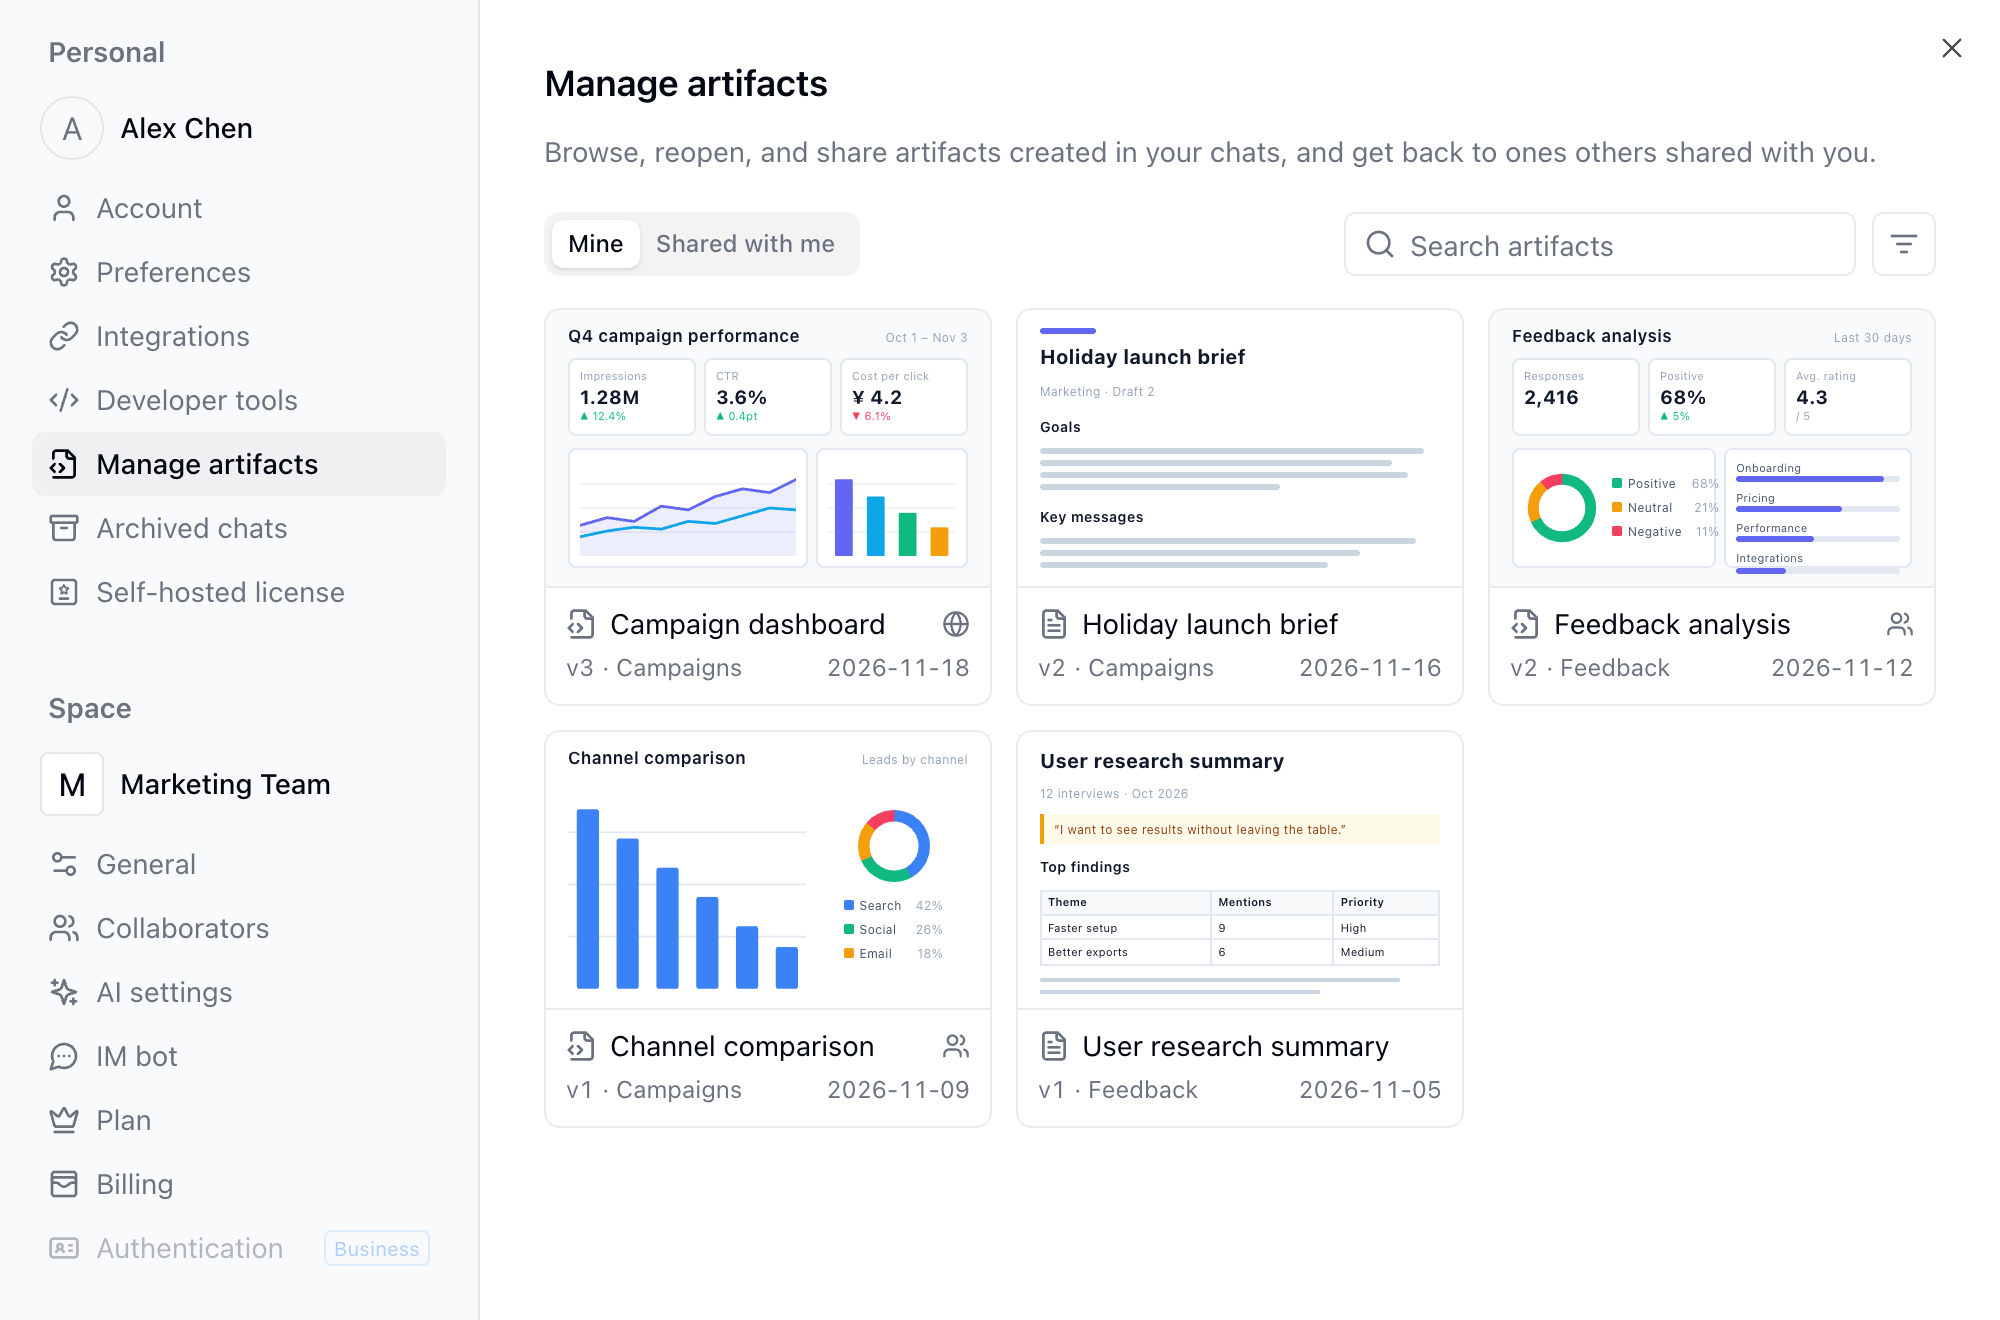 Personal
A
Alex Chen
Account
Preferences
Integrations
Developer tools
Manage artifacts
Archived chats
Self-hosted license
Space
M
Marketing Team
General
Collaborators
AI settings
IM bot
Plan
Billing
Authentication Business
Manage artifacts
Browse, reopen, and share artifacts created in your chats, and get back to ones others shared with you.
Mine Shared with me
Search artifacts
Q4 campaign performance Oct 1 – Nov 3
Impressions CTR Cost per click
1.28M 3.6% ¥ 4.2
▲ 12.4% ▲ 0.4pt ▼ 6.1%
Campaign dashboard
v3 · Campaigns 2026-11-18
Holiday launch brief
Marketing · Draft 2
Goals
Key messages
Holiday launch brief
v2 · Campaigns 2026-11-16
Feedback analysis Last 30 days
Responses Positive Avg. rating
2,416 68% 4.3
▲ 5% / 5
Positive 68%
Neutral 21%
Negative 11%
Onboarding
Pricing
Performance
Integrations
Feedback analysis
v2 · Feedback 2026-11-12
Channel comparison Leads by channel
Search 42%
Social 26%
Email 18%
Channel comparison
v1 · Campaigns 2026-11-09
User research summary
12 interviews · Oct 2026
“I want to see results without leaving the table.”
Top findings
Theme Mentions Priority
Faster setup 9 High
Better exports 6 Medium
User research summary
v1 · Feedback 2026-11-05